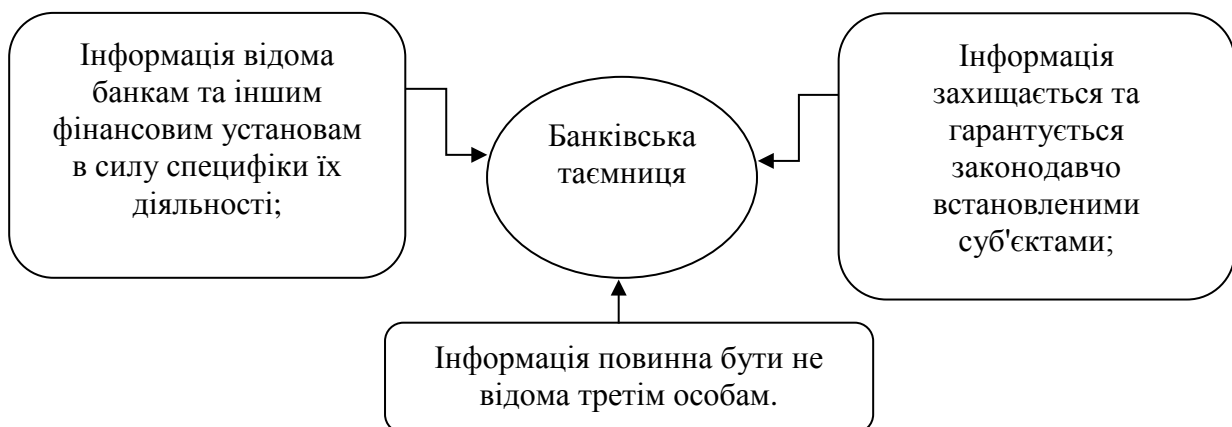 Інформація відома
банкам та іншим
фінансовим установам
в силу специфіки їх
діяльності;
Банківська
таємниця
Інформація
захищається та
гарантується
законодавчо
встановленими
суб'єктами;
Інформація повинна бути не
відома третім особам.